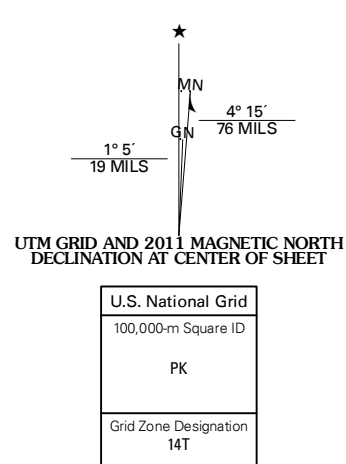 ★
MN
4° 15´
76 MILS
GN
1° 5´
19 MILS
UTM GRID AND 2011 MAGNETIC NORTH
DECLINATION AT CENTER OF SHEET
U.S. National Grid
100,000-m Square ID
PK
Grid Zone Designation
14T